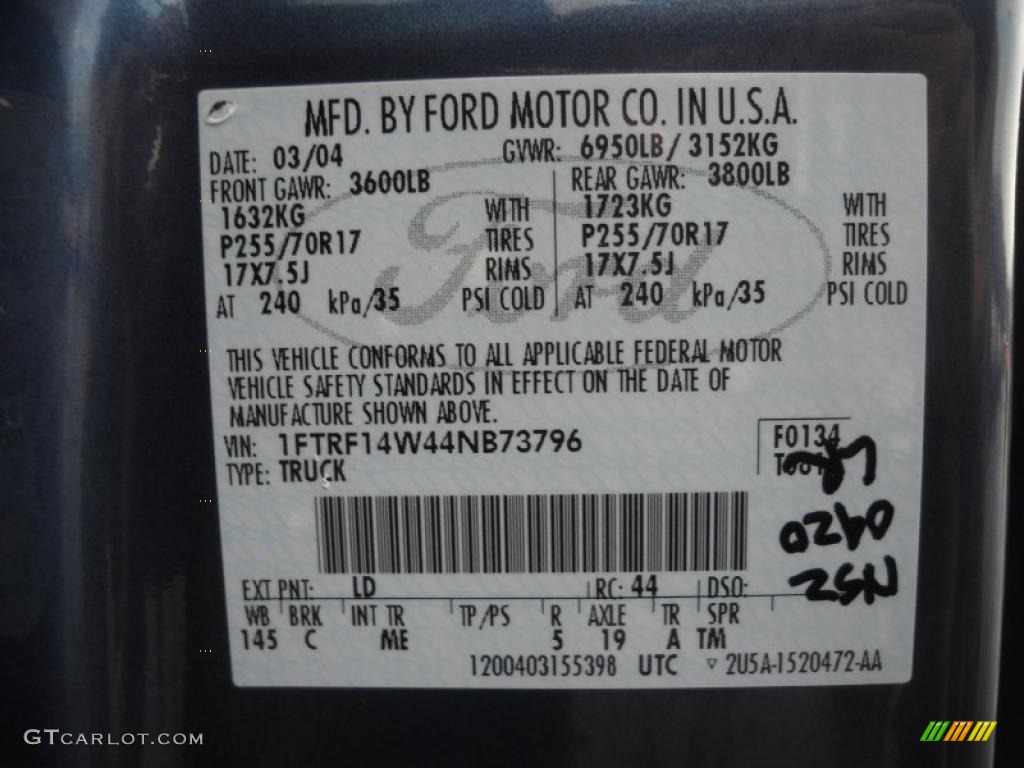 MFD. BY FORD MOTOR CO. IN U.S.A.
DATE: 03/04 GVWR: 6950LB/ 3152KG
FRONT GAWR: 3600LB REAR GAWR: 3800LB
1632KG WITH 1723KG WITH
P255/70R17 TIRES P255/70R17 TIRES
17X7.5J RIMS 17X7.5J RIMS
AT 240 kPa/35 PSI COLD AT 240 kPa/35 PSI COLD
Ford
THIS VEHICLE CONFORMS TO ALL APPLICABLE FEDERAL MOTOR
VEHICLE SAFETY STANDARDS IN EFFECT ON THE DATE OF
MANUFACTURE SHOWN ABOVE.
VIN: 1FTRF14W44NB73796 F0134
TYPE: TRUCK
0420
NSZ
EXT PNT: LD RC: 44 DSO:
WB BRK INT TR TP/PS R AXLE TR SPR
145 C ME 5 19 A TM
1200403155398 UTC ▽ 2U5A-1520472-AA
GTCARLOT.COM